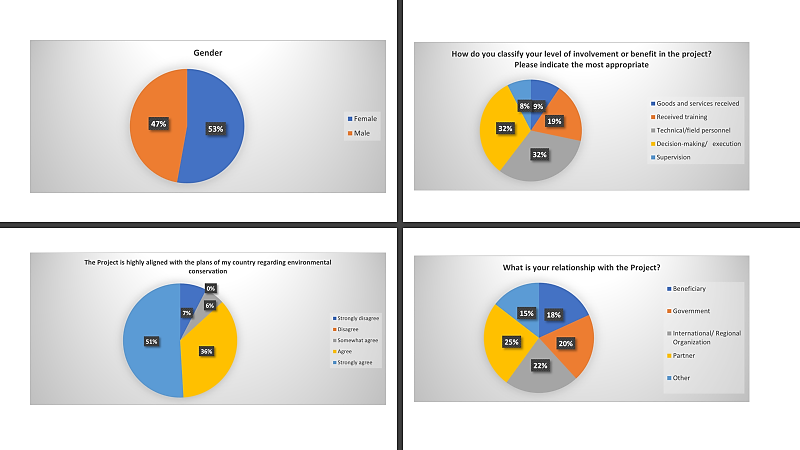 Gender
47%
53%
Female
Male
How do you classify your level of involvement or benefit in the project?
Please indicate the most appropriate
8%
9%
19%
32%
32%
Goods and services received
Received training
Technical/field personnel
Decision-making/ execution
Supervision
The Project is highly aligned with the plans of my country regarding environmental
conservation
0%
7%
6%
51%
36%
Strongly disagree
Disagree
Somewhat agree
Agree
Strongly agree
What is your relationship with the Project?
15%
18%
25%
20%
22%
Beneficiary
Government
International/ Regional
Organization
Partner
Other